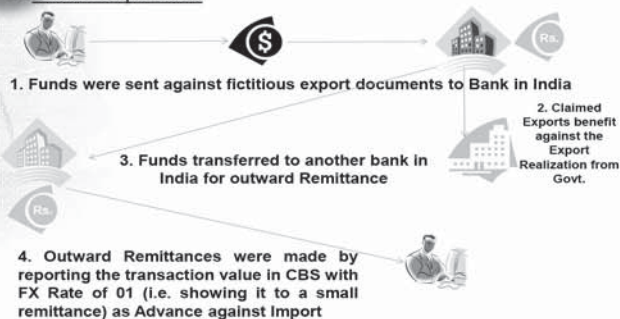 $
Rs.
1. Funds were sent against fictitious export documents to Bank in India
2. Claimed
Exports benefit
against the
Export
Realization from
Govt.
3. Funds transferred to another bank in
India for outward Remittance
Rs.
4. Outward Remittances were made by
reporting the transaction value in CBS with
FX Rate of 01 (i.e. showing it to a small
remittance) as Advance against Import